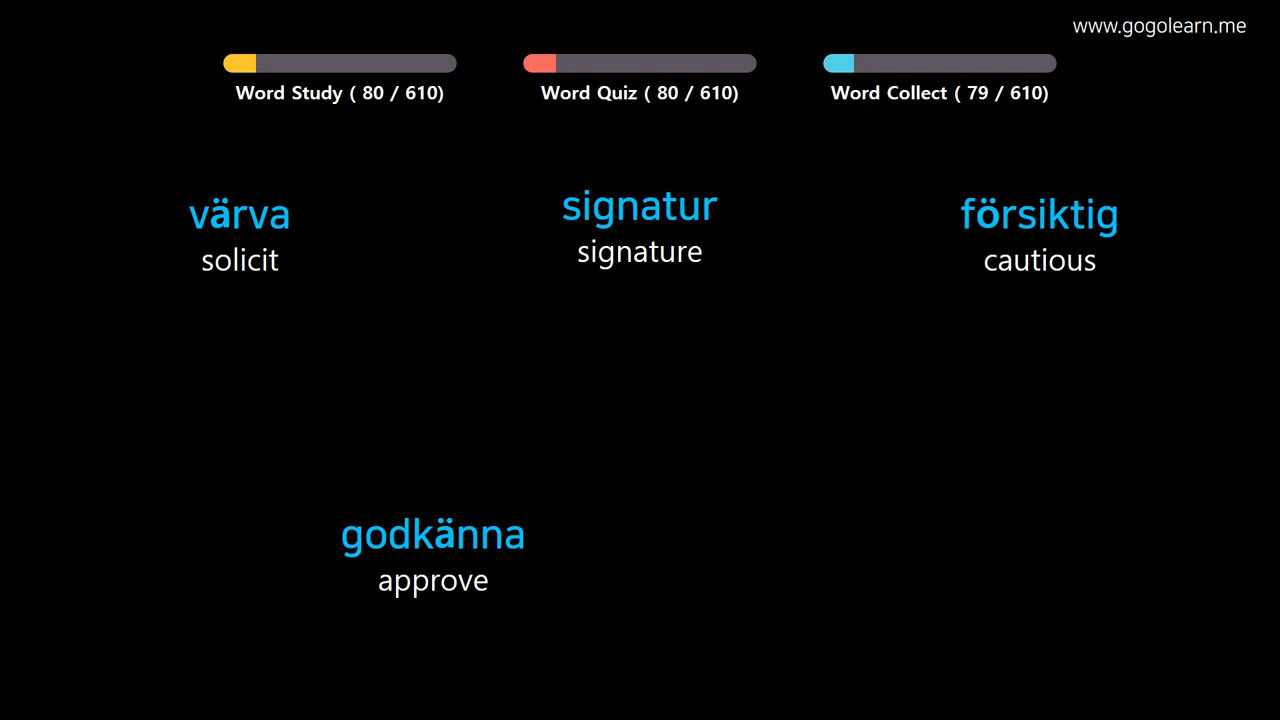 www.gogolearn.me
Word Study ( 80 / 610)
Word Quiz ( 80 / 610)
Word Collect ( 79 / 610)
värva
solicit
signatur
signature
försiktig
cautious
godkänna
approve